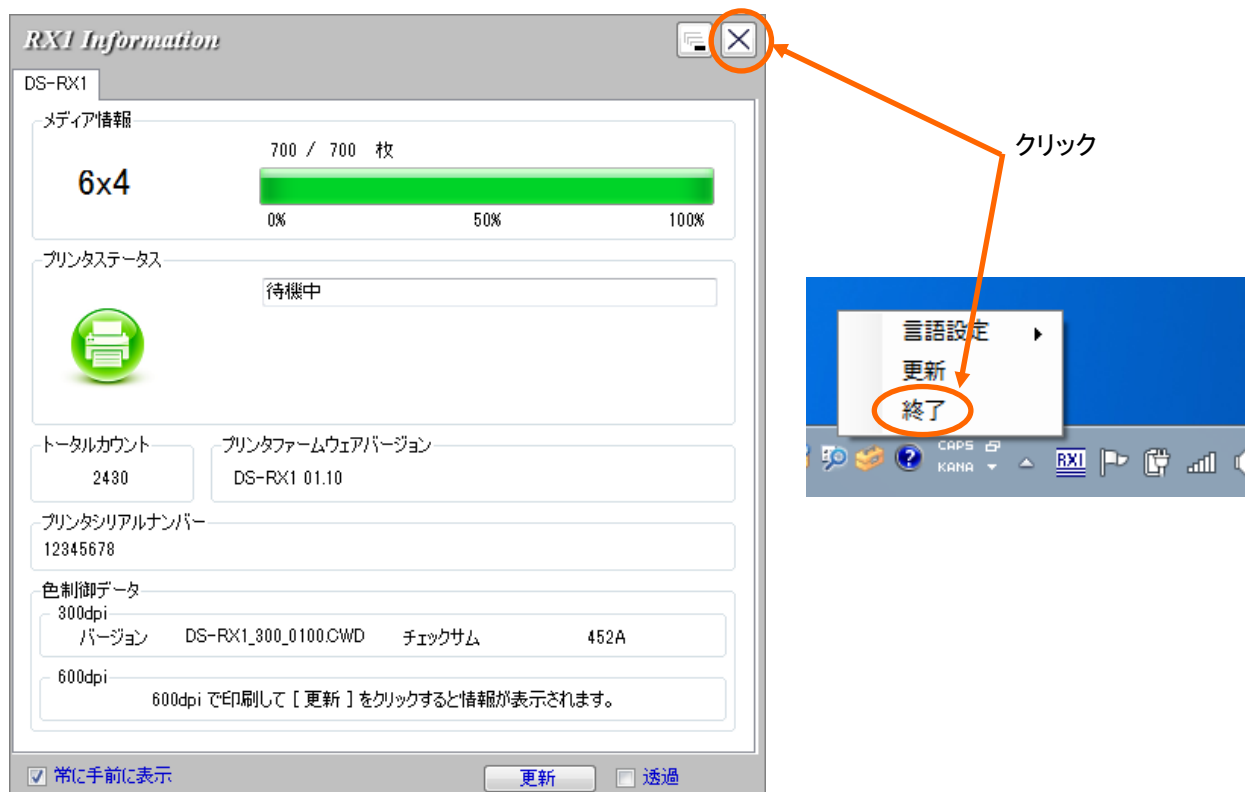 RX1 Information
DS-RX1
メディア情報
700 / 700 枚
6x4
0% 50% 100%
プリンタステータス
待機中
トータルカウント
2430
プリンタファームウェアバージョン
DS-RX1 01.10
プリンタシリアルナンバー
12345678
色制御データ
300dpi
バージョン DS-RX1_300_0100.CWD チェックサム 452A
600dpi
600dpi で印刷して [ 更新 ] をクリックすると情報が表示されます。
常に手前に表示 更新 透過
クリック
言語設定
更新
終了
CAPS
KANA
RX1